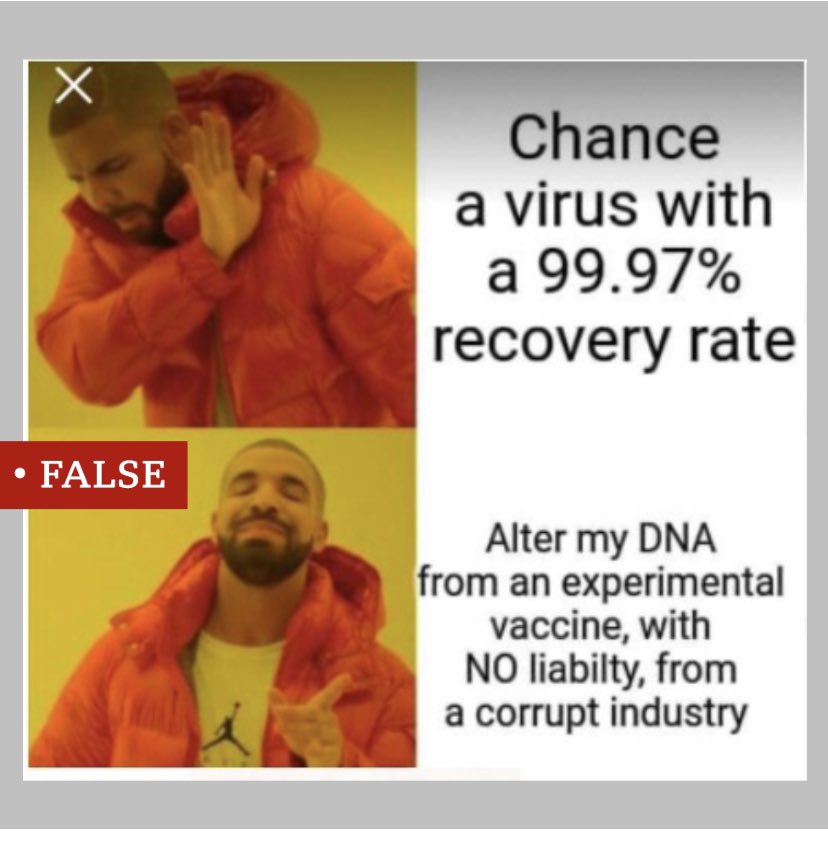 Chance
a virus with
a 99.97%
recovery rate
• FALSE
Alter my DNA
from an experimental
vaccine, with
NO liabilty, from
a corrupt industry